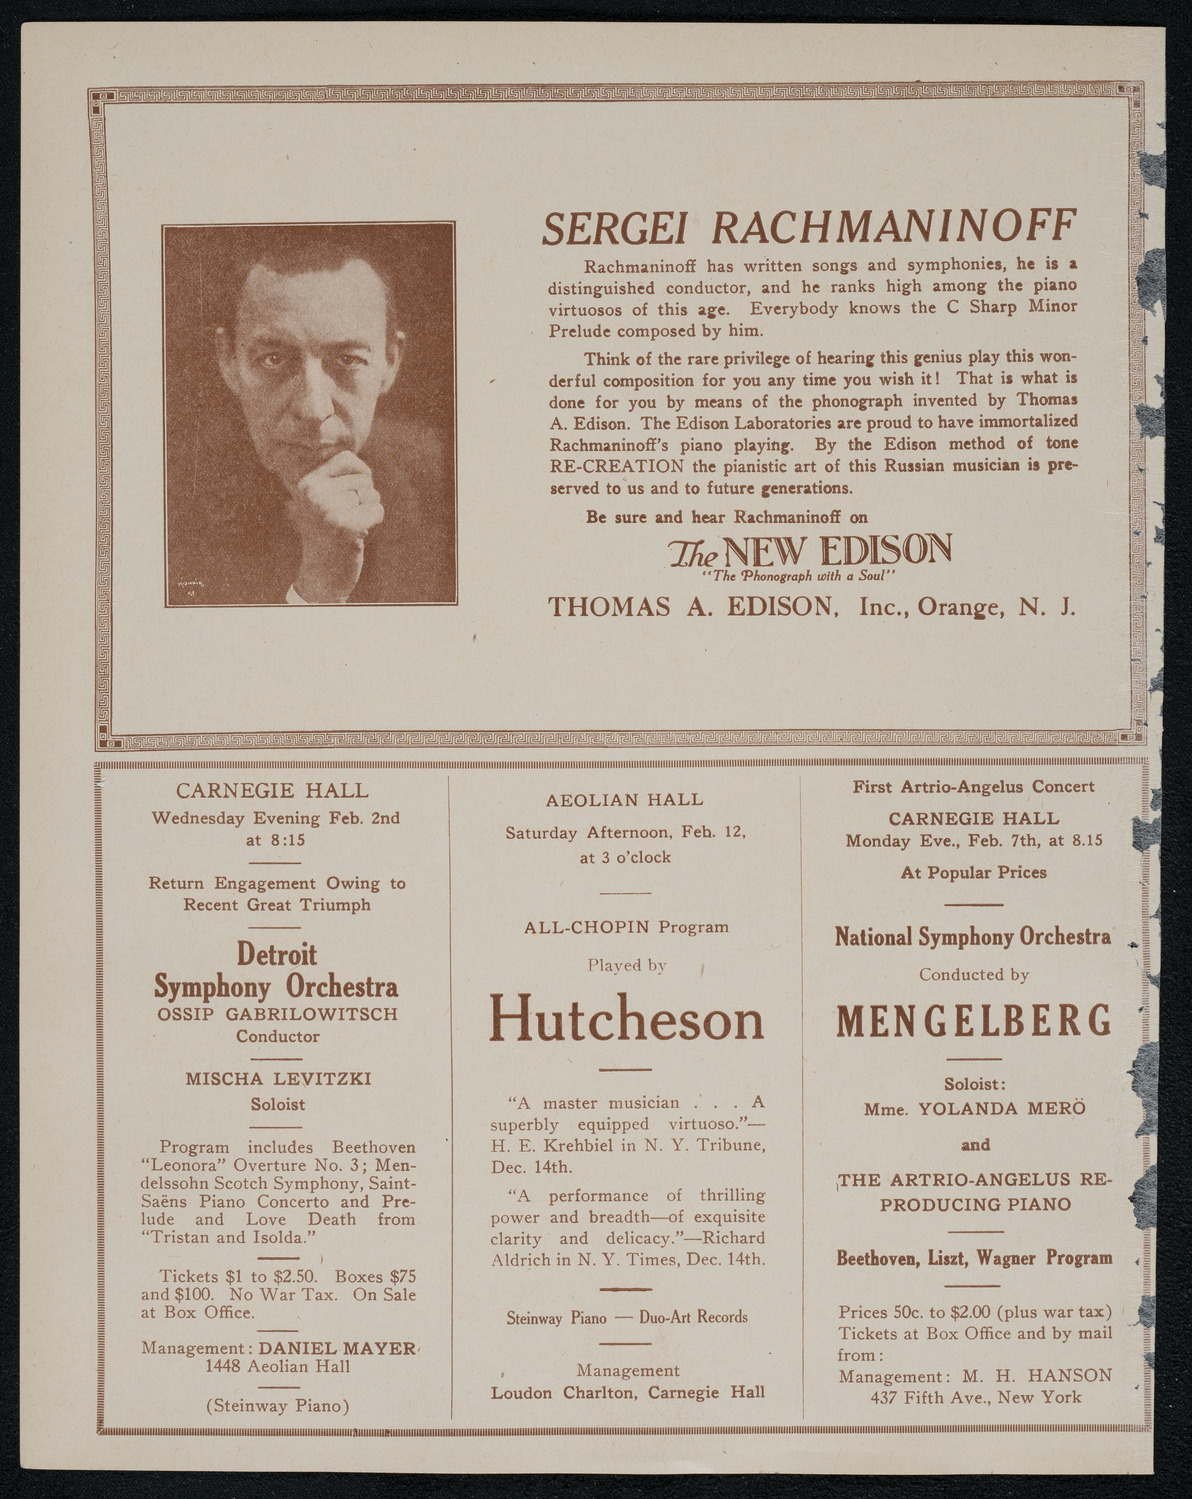 SERGEI RACHMANINOFF
Rachmaninoff has written songs and symphonies, he is a
distinguished conductor, and he ranks high among the piano
virtuosos of this age. Everybody knows the C Sharp Minor
Prelude composed by him.
Think of the rare privilege of hearing this genius play this won-
derful composition for you any time you wish it! That is what is
done for you by means of the phonograph invented by Thomas
A. Edison. The Edison Laboratories are proud to have immortalized
Rachmaninoff's piano playing. By the Edison method of tone
RE-CREATION the pianistic art of this Russian musician is pre-
served to us and to future generations.
Be sure and hear Rachmaninoff on
The NEW EDISON
"The Phonograph with a Soul"
THOMAS A. EDISON, Inc., Orange, N. J.
CARNEGIE HALL
Wednesday Evening Feb. 2nd
at 8:15
Return Engagement Owing to
Recent Great Triumph
Detroit
Symphony Orchestra
OSSIP GABRILOWITSCH
Conductor
MISCHA LEVITZKI
Soloist
Program includes Beethoven
"Leonora" Overture No. 3; Men-
delssohn Scotch Symphony, Saint-
Saëns Piano Concerto and Pre-
lude and Love Death from
"Tristan and Isolda."
Tickets $1 to $2.50. Boxes $75
and $100. No War Tax. On Sale
at Box Office.
Management: DANIEL MAYER
1448 Aeolian Hall
(Steinway Piano)
AEOLIAN HALL
Saturday Afternoon, Feb. 12,
at 3 o'clock
ALL-CHOPIN Program
Played by
Hutcheson
"A master musician . . . A
superbly equipped virtuoso."—
H. E. Krehbiel in N. Y. Tribune,
Dec. 14th.
"A performance of thrilling
power and breadth—of exquisite
clarity and delicacy."—Richard
Aldrich in N. Y. Times, Dec. 14th.
Steinway Piano — Duo-Art Records
Management
Loudon Charlton, Carnegie Hall
First Artrio-Angelus Concert
CARNEGIE HALL
Monday Eve., Feb. 7th, at 8.15
At Popular Prices
National Symphony Orchestra
Conducted by
MENGELBERG
Soloist:
Mme. YOLANDA MERÖ
and
THE ARTRIO-ANGELUS RE-
PRODUCING PIANO
Beethoven, Liszt, Wagner Program
Prices 50c. to $2.00 (plus war tax)
Tickets at Box Office and by mail
from:
Management: M. H. HANSON
437 Fifth Ave., New York